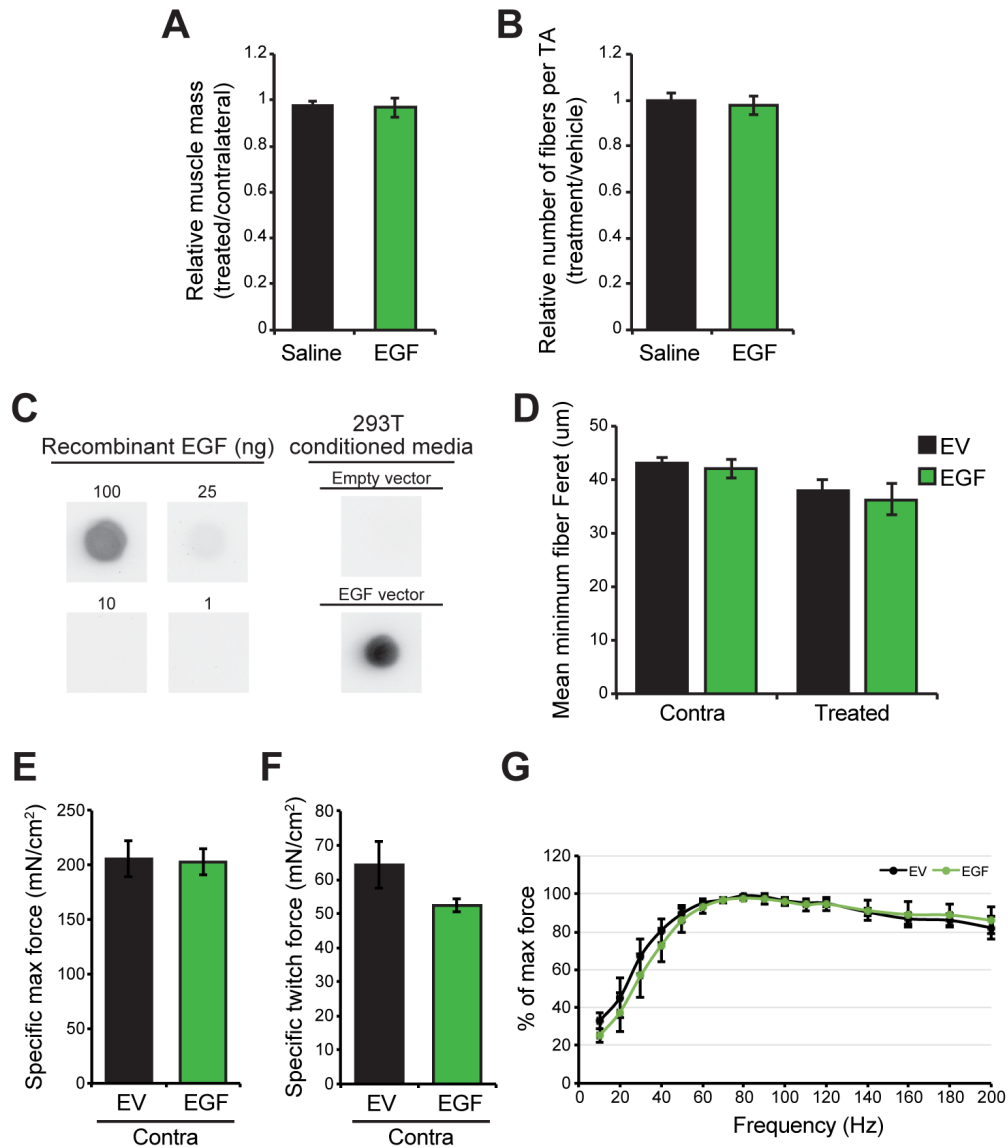 A
Relative muscle mass
(treated/contralateral)
1.2
1
0.8
0.6
0.4
0.2
0
Saline EGF
B
Relative number of fibers per TA
(treatment/vehicle)
1.2
1
0.8
0.6
0.4
0.2
0
Saline EGF
C
Recombinant EGF (ng)
100 25
10 1
293T
conditioned media
Empty vector
EGF vector
D
Mean minimum fiber Feret (um)
50
40
30
20
10
0
Contra Treated
EV
EGF
E
Specific max force (mN/cm²)
250
200
150
100
50
0
EV EGF
Contra
F
Specific twitch force (mN/cm²)
80
70
60
50
40
30
20
10
0
EV EGF
Contra
G
% of max force
120
100
80
60
40
20
0
EV EGF
0 20 40 60 80 100 120 140 160 180 200
Frequency (Hz)